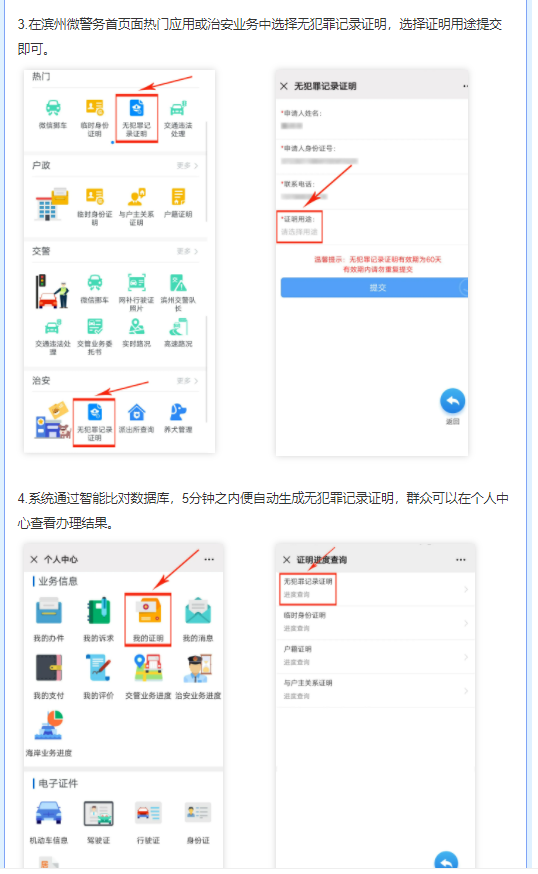 3.在滨州微警务首页面热门应用或治安业务中选择无犯罪记录证明，选择证明用途提交
即可。
热门
微信挪车 临时身份证明 无犯罪记录证明 交通违法处理
户政 更多 >
临时身份证明 与户主关系证明 户籍证明
交警
微信挪车 网补行驶证照片 滨州交警队长
交通违法处理 交管业务委托书 实时路况 高速路况
治安 更多 >
无犯罪记录证明 派出所查询 养犬管理
× 无犯罪记录证明
*申请人姓名：
*申请人身份证号：
*联系电话：
*证明用途：
请选择用途
温馨提示：无犯罪记录证明有效期为60天
有效期内请勿重复提交
提交
返回
4.系统通过智能比对数据库，5分钟之内便自动生成无犯罪记录证明，群众可以在个人中
心查看办理结果。
× 个人中心 ···
业务信息
我的办件 我的诉求 我的证明 我的消息
我的支付 我的评价 交管业务进度 治安业务进度
海岸业务进度
电子证件
机动车信息 驾驶证 行驶证 身份证
× 证明进度查询 ···
无犯罪记录证明
进度查询
临时身份证明
进度查询
户籍证明
进度查询
与户主关系证明
进度查询